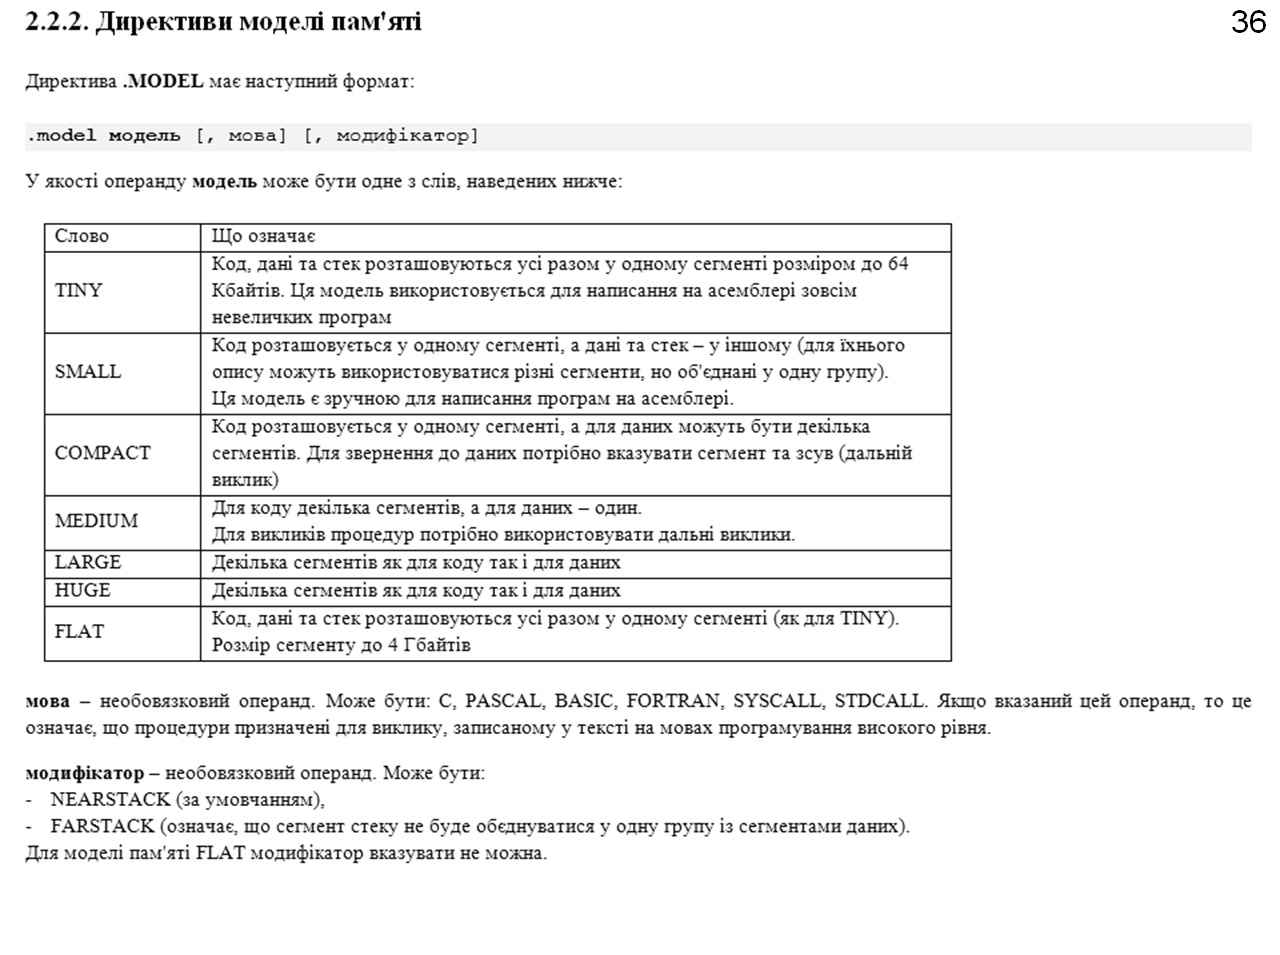 2.2.2. Директиви моделі пам'яті
36
Директива .MODEL має наступний формат:
.model модель [, мова] [, модифікатор]
У якості операнду модель може бути одне з слів, наведених нижче:
Слово Що означає
TINY
Код, дані та стек розташовуються усі разом у одному сегменті розміром до 64
Кбайтів. Ця модель використовується для написання на асемблері зовсім
невеличких програм
SMALL
Код розташовується у одному сегменті, а дані та стек – у іншому (для їхнього
опису можуть використовуватися різні сегменти, но об'єднані у одну групу).
Ця модель є зручною для написання програм на асемблері.
COMPACT
Код розташовується у одному сегменті, а для даних можуть бути декілька
сегментів. Для звернення до даних потрібно вказувати сегмент та зсув (дальній
виклик)
MEDIUM
Для коду декілька сегментів, а для даних – один.
Для викликів процедур потрібно використовувати дальні виклики.
LARGE Декілька сегментів як для коду так і для даних
HUGE Декілька сегментів як для коду так і для даних
FLAT
Код, дані та стек розташовуються усі разом у одному сегменті (як для TINY).
Розмір сегменту до 4 Гбайтів
мова – необовязковий операнд. Може бути: C, PASCAL, BASIC, FORTRAN, SYSCALL, STDCALL. Якщо вказаний цей операнд, то це
означає, що процедури призначені для виклику, записаному у тексті на мовах програмування високого рівня.
модифікатор – необовязковий операнд. Може бути:
- NEARSTACK (за умовчанням),
- FARSTACK (означає, що сегмент стеку не буде обєднуватися у одну групу із сегментами даних).
Для моделі пам'яті FLAT модифікатор вказувати не можна.